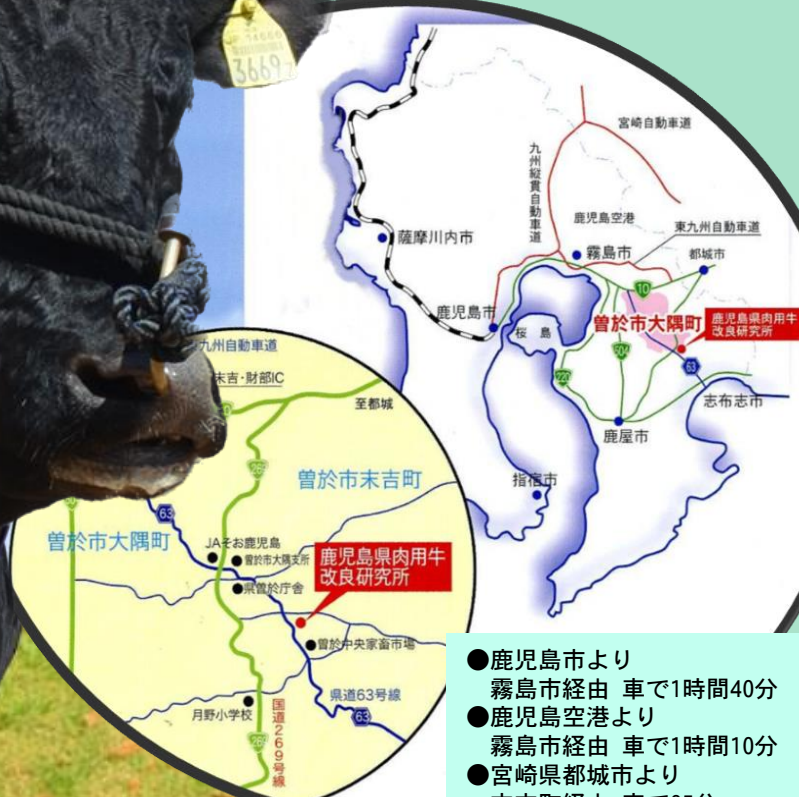 3669
宮崎自動車道
九州縦貫自動車道
鹿児島空港
東九州自動車道
薩摩川内市
霧島市
都城市
10
鹿児島市
桜島
曽於市大隅町
鹿児島県肉用牛
改良研究所
504
63
220
志布志市
鹿屋市
指宿市
九州自動車道
末吉・財部IC
至都城
269
曽於市末吉町
63
曽於市大隅町
JAそお鹿児島
曽於市大隅支所
鹿児島県肉用牛
改良研究所
県曽於庁舎
曽於中央家畜市場
県道63号線
63
月野小学校
国道269号線
269
●鹿児島市より
霧島市経由 車で1時間40分
●鹿児島空港より
霧島市経由 車で1時間10分
●宮崎県都城市より